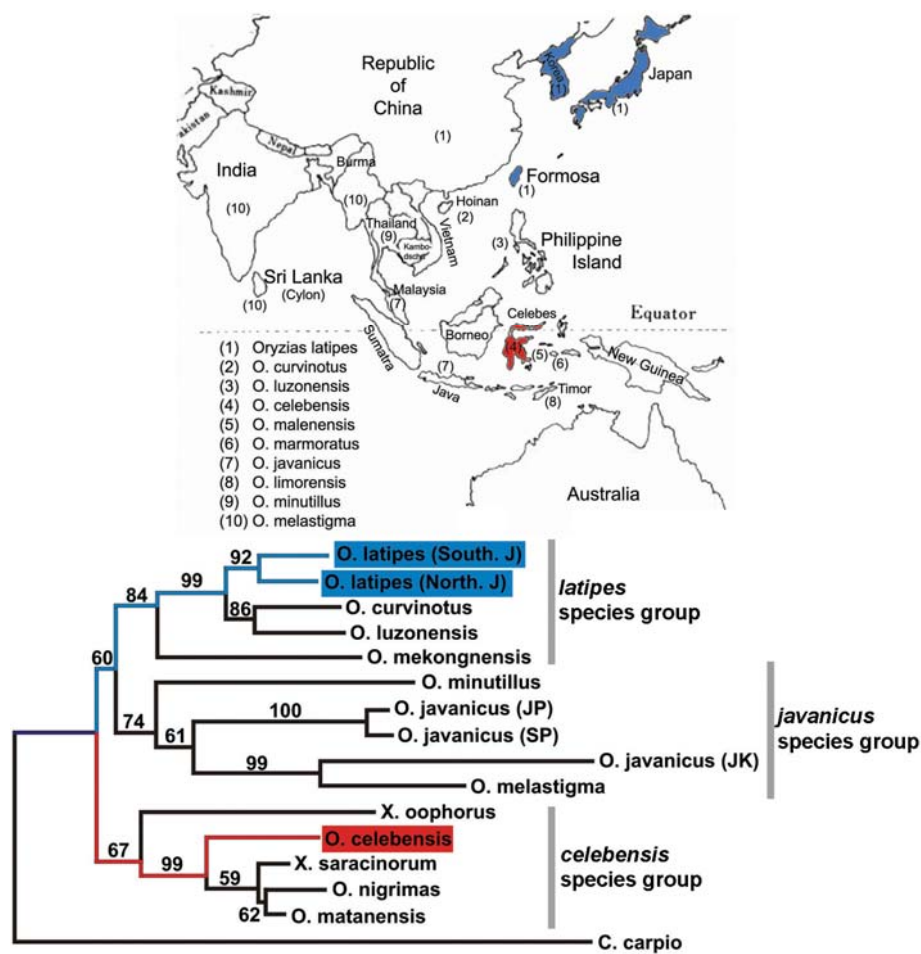 Republic
of
China
(1)
Korea
(1)
Japan
(1)
Kashmir
akistan
Nepal
India
(10)
Burma
(10)
Formosa
(1)
Hoinan
(2)
Thailand
(9)
Vietnam
Kambo-
dscha
(3)
Philippine
Island
Sri Lanka
(Cylon)
(10)
Malaysia
(7)
Celebes
Equator
Borneo
(4)
(5)
(6)
New Guinea
Sumatra
(7)
Java
Timor
(8)
Australia
(1) Oryzias latipes
(2) O. curvinotus
(3) O. luzonensis
(4) O. celebensis
(5) O. malenensis
(6) O. marmoratus
(7) O. javanicus
(8) O. limorensis
(9) O. minutillus
(10) O. melastigma
92
O. latipes (South. J)
99
O. latipes (North. J)
84
86
O. curvinotus
O. luzonensis
O. mekongnensis
latipes
species group
60
O. minutillus
74
100
O. javanicus (JP)
O. javanicus (SP)
61
99
O. javanicus (JK)
O. melastigma
javanicus
species group
X. oophorus
67
O. celebensis
99
X. saracinorum
59
O. nigrimas
62
O. matanensis
celebensis
species group
C. carpio